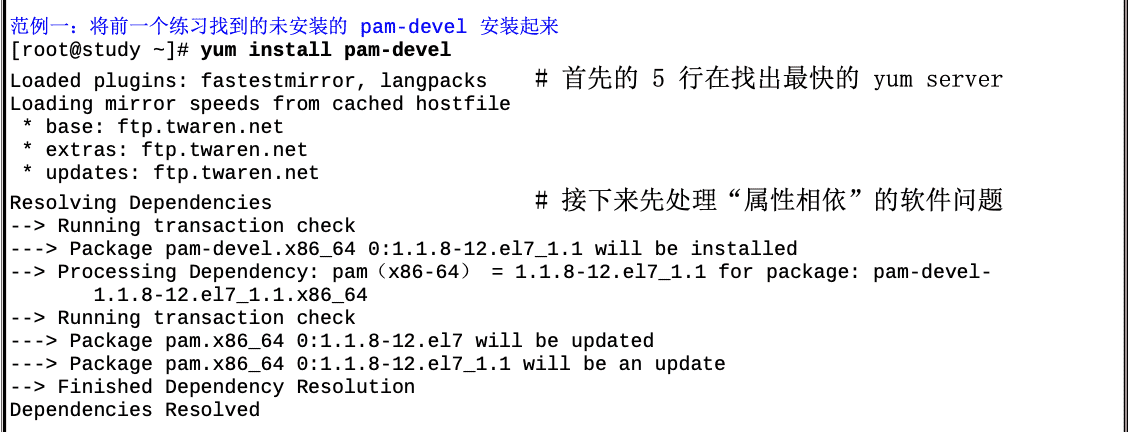 范例一：将前一个练习找到的未安装的 pam-devel 安装起来
[root@study ~]# yum install pam-devel
Loaded plugins: fastestmirror, langpacks    # 首先的 5 行在找出最快的 yum server
Loading mirror speeds from cached hostfile
 * base: ftp.twaren.net
 * extras: ftp.twaren.net
 * updates: ftp.twaren.net
Resolving Dependencies    # 接下来先处理“属性相依”的软件问题
--> Running transaction check
---> Package pam-devel.x86_64 0:1.1.8-12.el7_1.1 will be installed
--> Processing Dependency: pam（x86-64） = 1.1.8-12.el7_1.1 for package: pam-devel-
       1.1.8-12.el7_1.1.x86_64
--> Running transaction check
---> Package pam.x86_64 0:1.1.8-12.el7 will be updated
---> Package pam.x86_64 0:1.1.8-12.el7_1.1 will be an update
--> Finished Dependency Resolution
Dependencies Resolved